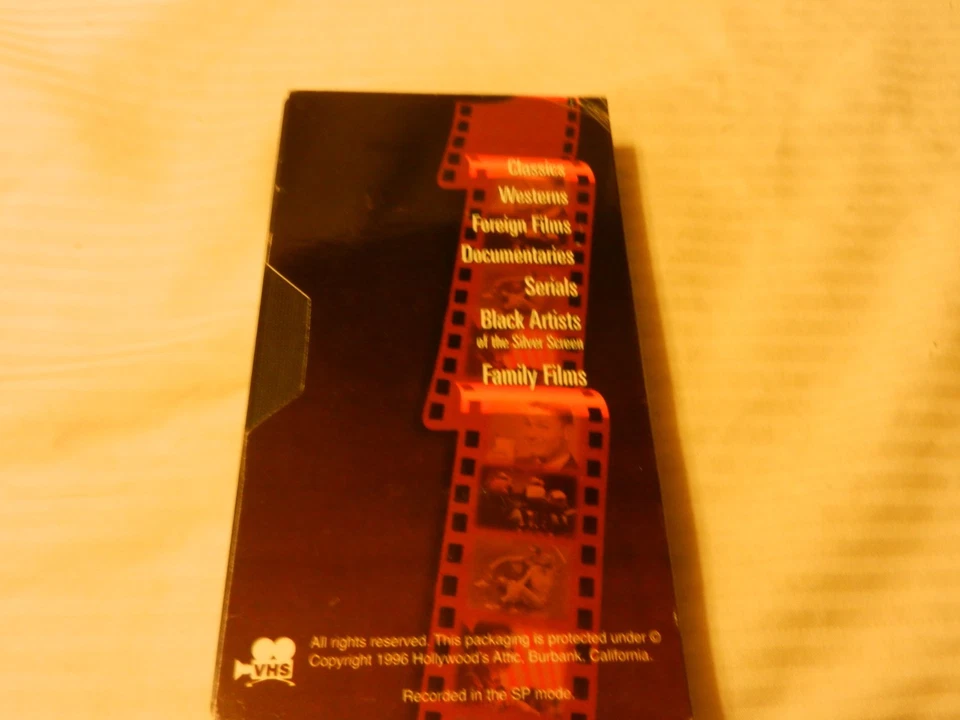 Classics
Westerns
Foreign Films
Documentaries
Serials
Black Artists
of the Silver Screen
Family Films
VHS
All rights reserved. This packaging is protected under ©
Copyright 1996 Hollywood's Attic, Burbank, California.
Recorded in the SP mode.